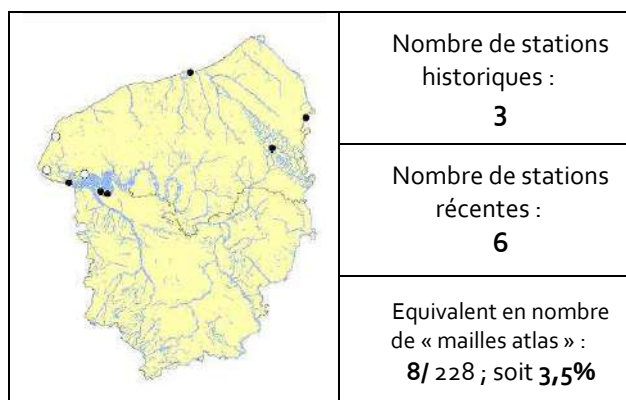 Nombre de stations
historiques :
3
Nombre de stations
récentes :
6
Equivalent en nombre
de « mailles atlas » :
8/ 228 ; soit 3,5%